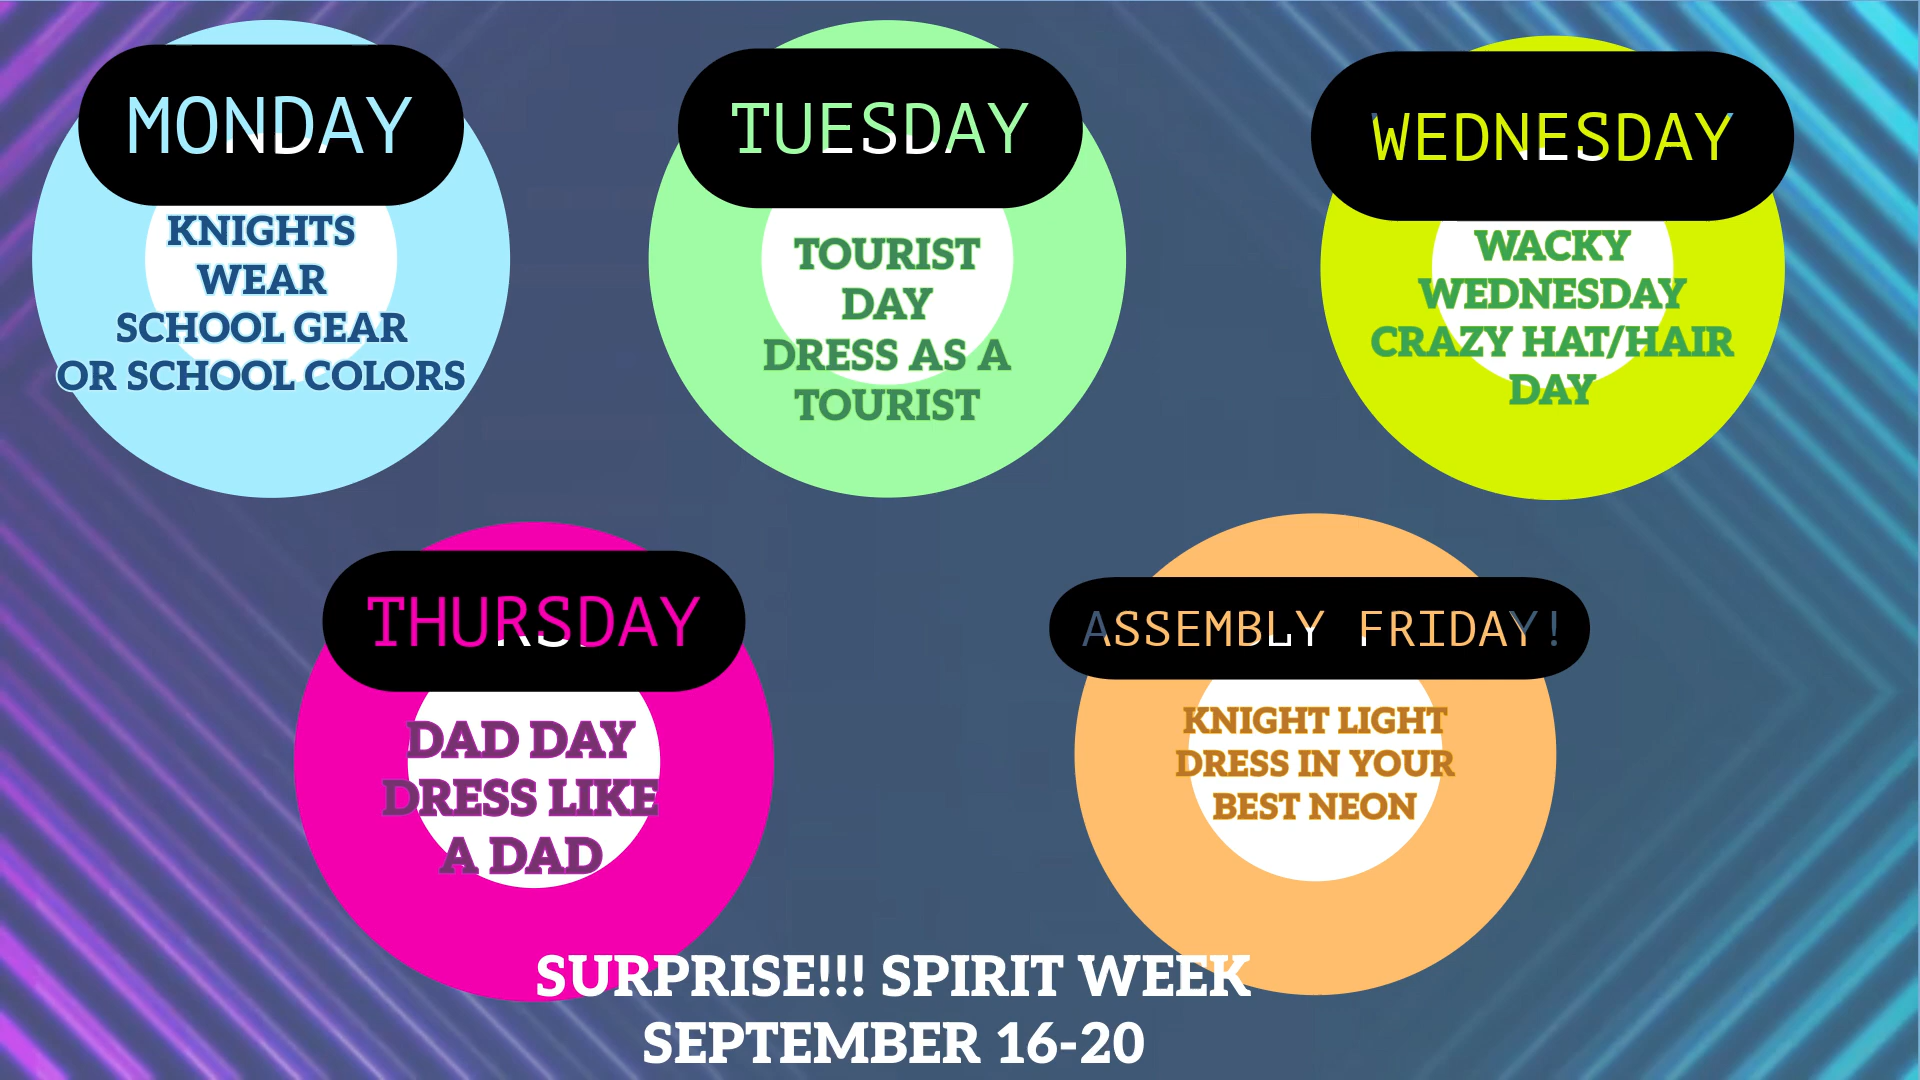 MONDAY
KNIGHTS
WEAR
SCHOOL GEAR
OR SCHOOL COLORS
TUESDAY
TOURIST
DAY
DRESS AS A
TOURIST
WEDNESDAY
WACKY
WEDNESDAY
CRAZY HAT/HAIR
DAY
THURSDAY
DAD DAY
DRESS LIKE
A DAD
ASSEMBLY FRIDAY!
KNIGHT LIGHT
DRESS IN YOUR
BEST NEON
SURPRISE!!! SPIRIT WEEK
SEPTEMBER 16-20